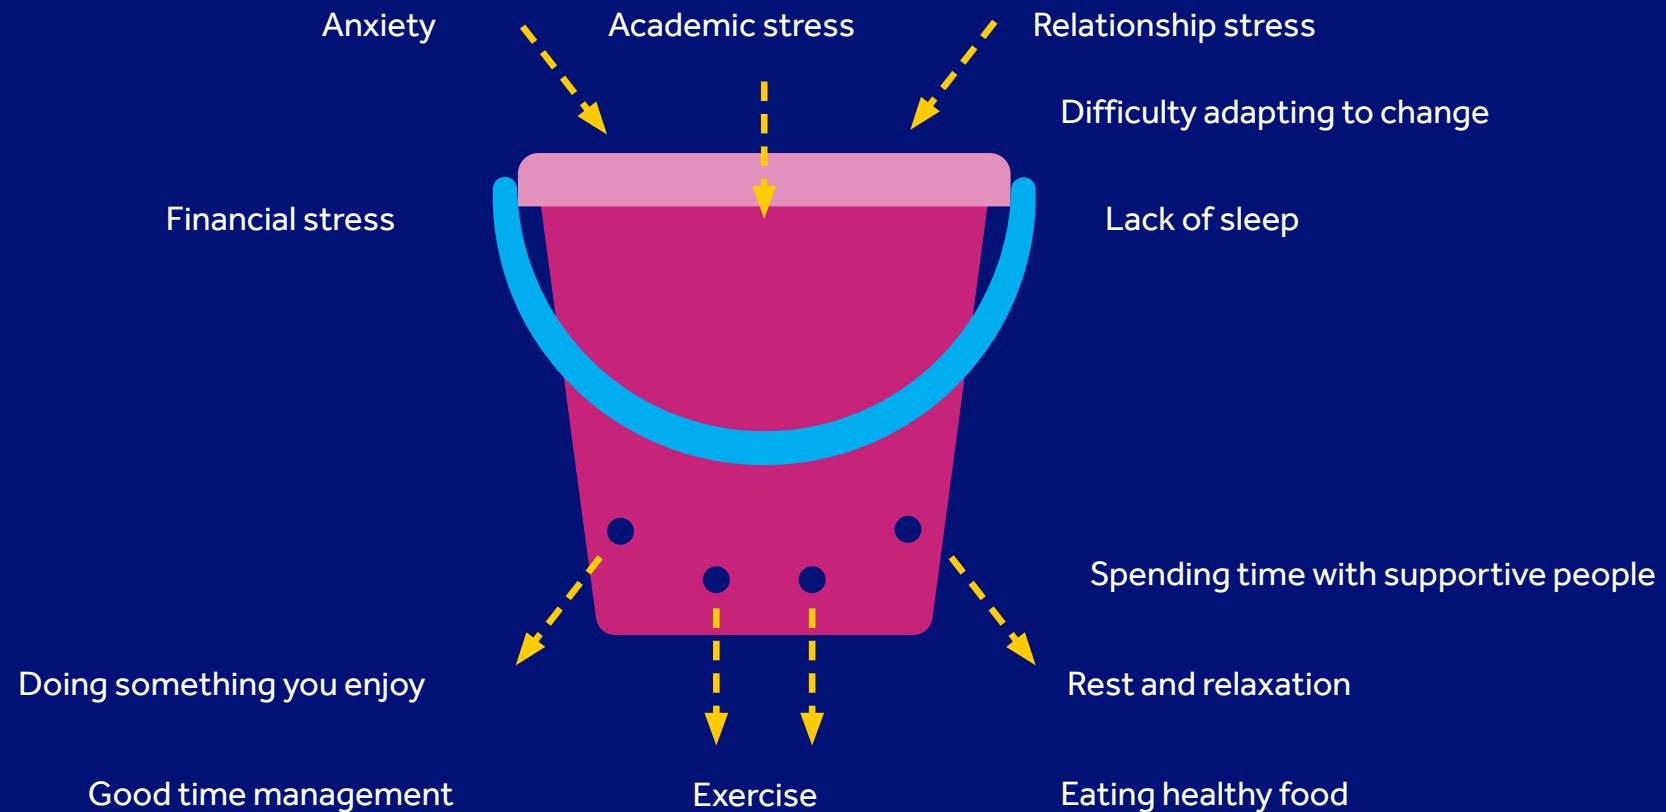 Anxiety
Academic stress
Relationship stress
Difficulty adapting to change
Financial stress
Lack of sleep
Spending time with supportive people
Doing something you enjoy
Rest and relaxation
Good time management
Exercise
Eating healthy food